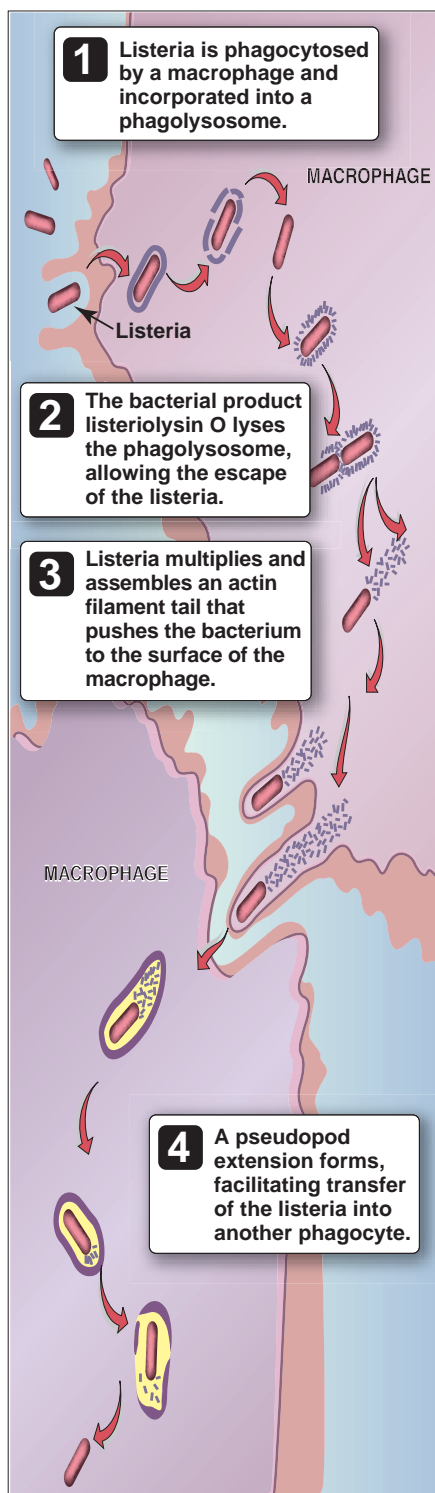 1
Listeria is phagocytosed
by a macrophage and
incorporated into a
phagolysosome.
MACROPHAGE
Listeria
2
The bacterial product
listeriolysin O lyses
the phagolysosome,
allowing the escape
of the listeria.
3
Listeria multiplies and
assembles an actin
filament tail that
pushes the bacterium
to the surface of the
macrophage.
MACROPHAGE
4
A pseudopod
extension forms,
facilitating transfer
of the listeria into
another phagocyte.